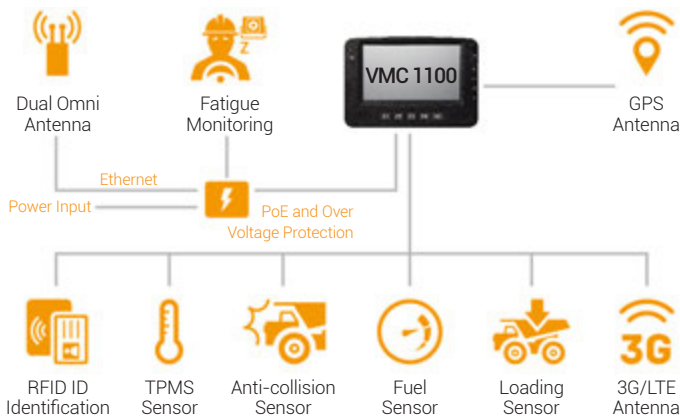 VMC 1100
Dual Omni
Antenna
Fatigue
Monitoring
GPS
Antenna
Z
Ethernet
Power Input
PoE and Over
Voltage Protection
3G
RFID ID
Identification
TPMS
Sensor
Anti-collision
Sensor
Fuel
Sensor
Loading
Sensor
3G/LTE
Antenna